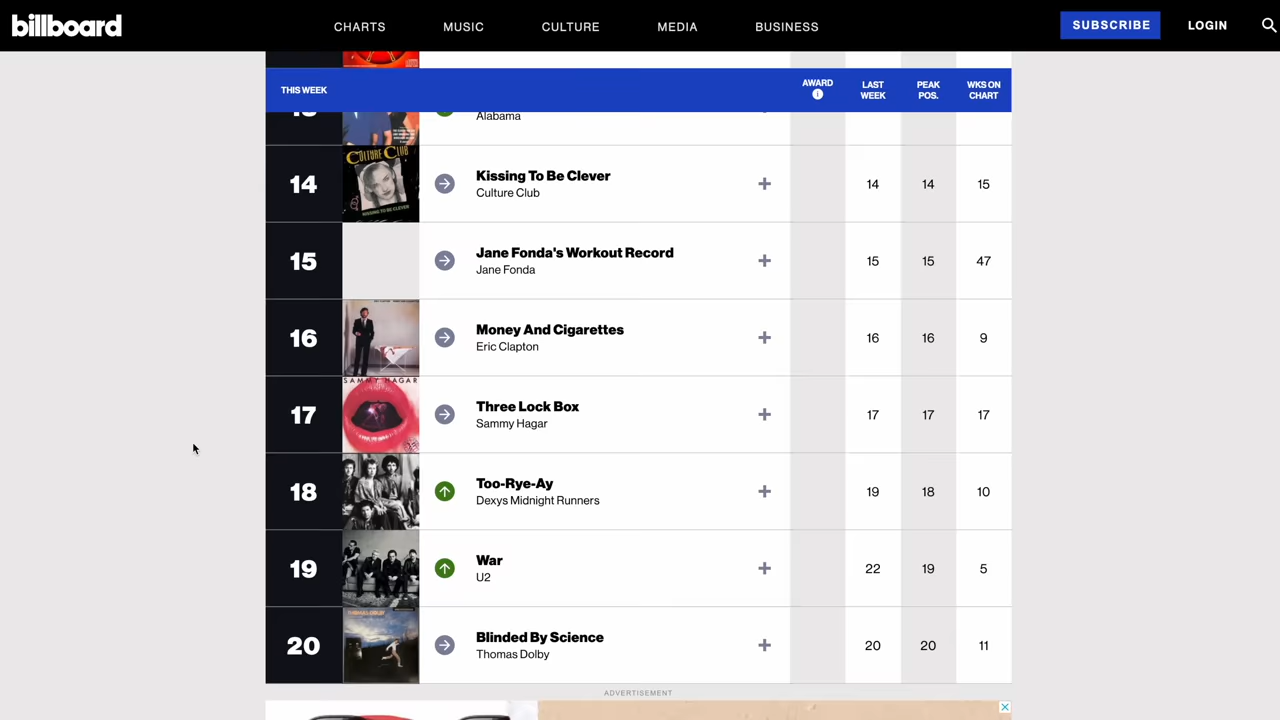 billboard
CHARTS MUSIC CULTURE MEDIA BUSINESS SUBSCRIBE LOGIN
THIS WEEK AWARD LAST WEEK PEAK POS. WKS ON CHART
Alabama
14 Kissing To Be Clever 14 14 15
Culture Club
15 Jane Fonda's Workout Record 15 15 47
Jane Fonda
16 Money And Cigarettes 16 16 9
Eric Clapton
SAMMY HAGAR
17 Three Lock Box 17 17 17
Sammy Hagar
18 Too-Rye-Ay 19 18 10
Dexys Midnight Runners
19 War 22 19 5
U2
20 Blinded By Science 20 20 11
Thomas Dolby
ADVERTISEMENT
CULTURE CLUB
KISSING TO BE CLEVER